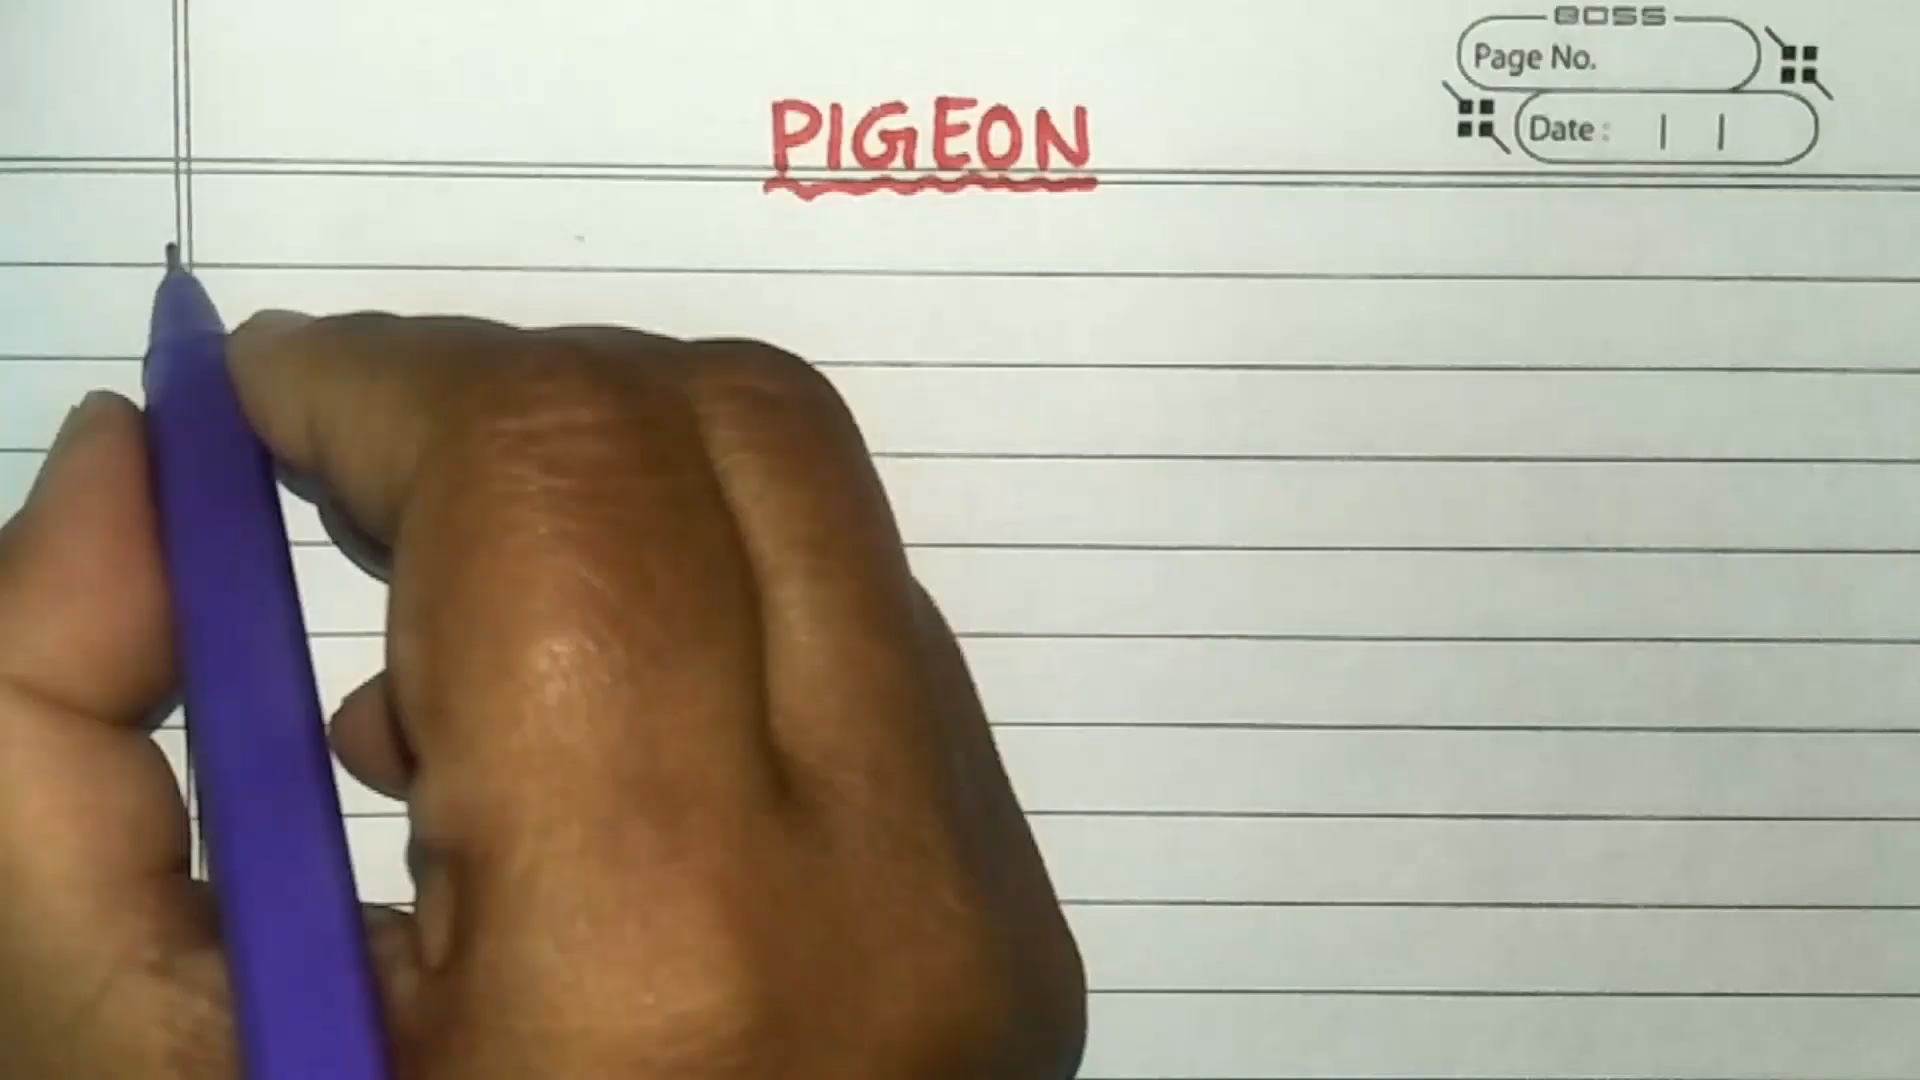 BOSS
Page No.
PIGEON
Date : | |